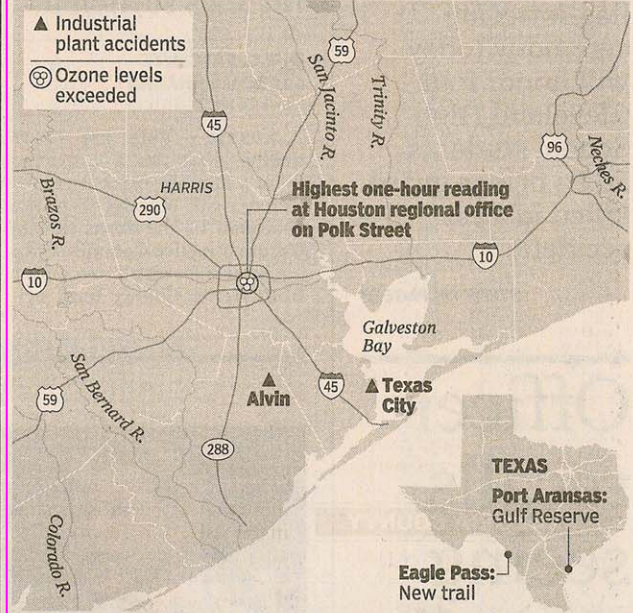 Industrial
plant accidents
Ozone levels
exceeded
59
San Jacinto R.
Trinity R.
45
96
Neches R.
HARRIS
Brazos R.
290
Highest one-hour reading
at Houston regional office
on Polk Street
10
10
Galveston
Bay
Alvin
45
Texas
City
San Bernard R.
59
288
TEXAS
Port Aransas:
Gulf Reserve
Colorado R.
Eagle Pass:
New trail